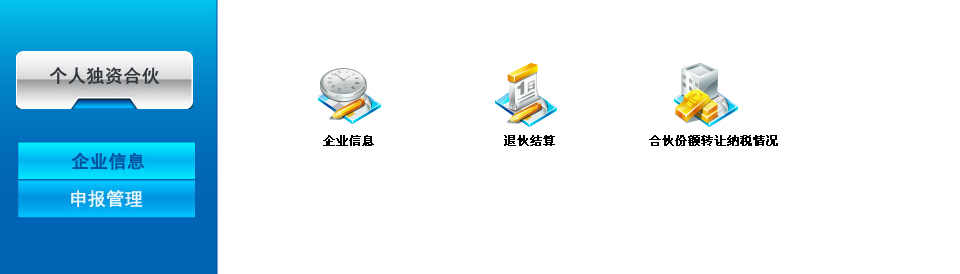 个人独资合伙
企业信息
申报管理
企业信息
退伙结算
合伙份额转让纳税情况